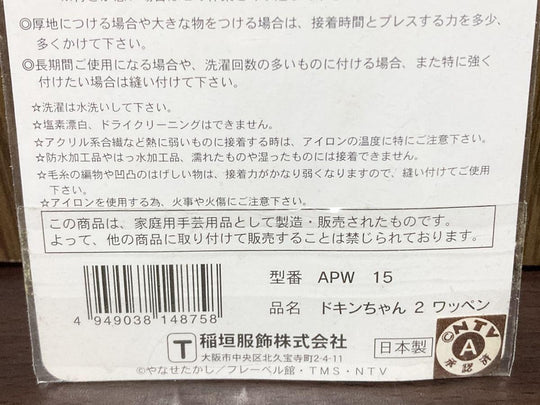 ◎厚地につける場合や大きな物をつける場合は、接着時間とプレスする力を多少、
多くかけて下さい。
◎長期間ご使用になる場合や、洗濯回数の多いものに付ける場合、また特に強く
付けたい場合は縫い付けて下さい。
☆洗濯は水洗いして下さい。
☆塩素漂白、ドライクリーニングはできません。
☆アクリル系合繊など熱に弱いものに接着する時は、アイロンの温度に特にご注意下さい。
☆防水加工品やはっ水加工品、濡れたものや湿ったものには接着できません。
☆毛糸の編物や凹凸のはげしい物は、接着力がかなり弱くなりますので、縫い付けてご使用
下さい。
☆アイロンを使用する為、火事や火傷にご注意下さい。
この商品は、家庭用手芸用品として製造・販売されたものです。
よって、他の商品に取り付けて販売することは禁じられております。
型番 APW 15
品名 ドキンちゃん 2 ワッペン
4 949038 148758
T 稲垣服飾株式会社
大阪市中央区北久宝寺町2-4-11
日本製
©やなせたかし／フレーベル館・TMS・NTV
©NTV
A
承認済